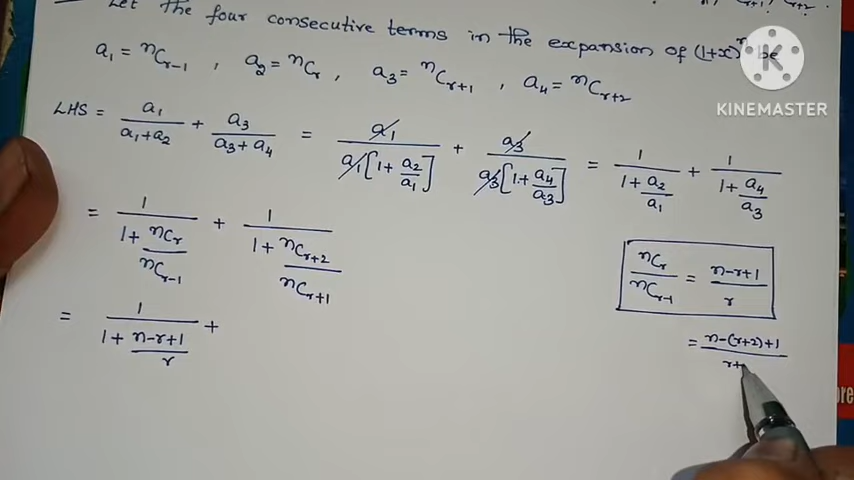 Let the four consecutive terms in the expansion of (1+x)^n be
a₁ = ⁿCᵣ₋₁ , a₂ = ⁿCᵣ , a₃ = ⁿCᵣ₊₁ , a₄ = ⁿCᵣ₊₂
K
KINEMASTER
LHS = a₁/(a₁+a₂) + a₃/(a₃+a₄) = a₁/(a₁[1+a₂/a₁]) + a₃/(a₃[1+a₄/a₃]) = 1/(1+a₂/a₁) + 1/(1+a₄/a₃)
= 1/(1+ⁿCᵣ/ⁿCᵣ₋₁) + 1/(1+ⁿCᵣ₊₂/ⁿCᵣ₊₁)
ⁿCᵣ/ⁿCᵣ₋₁ = (n-r+1)/r
= 1/(1+(n-r+1)/r) +
= (n-(r+2)+1)/(r+